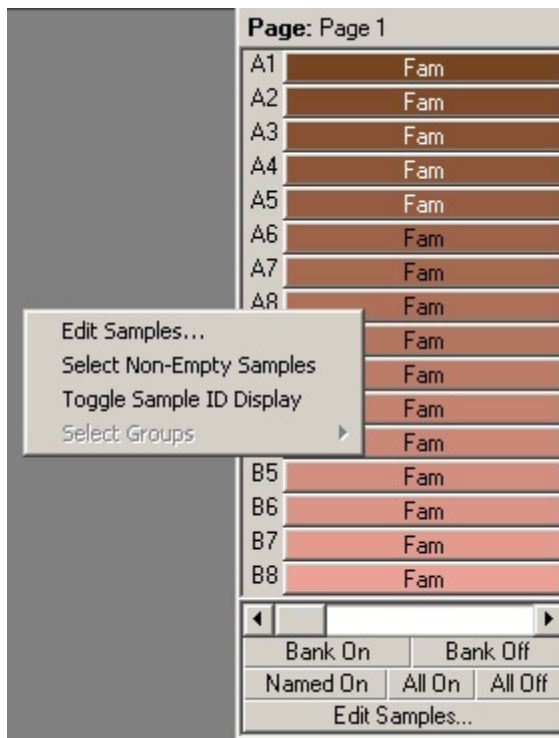 Page: Page 1
A1 Fam
A2 Fam
A3 Fam
A4 Fam
A5 Fam
A6 Fam
A7 Fam
A8 Fam
Fam
Fam
Fam
Fam
B5 Fam
B6 Fam
B7 Fam
B8 Fam
Edit Samples...
Select Non-Empty Samples
Toggle Sample ID Display
Select Groups
Bank On Bank Off
Named On All On All Off
Edit Samples...